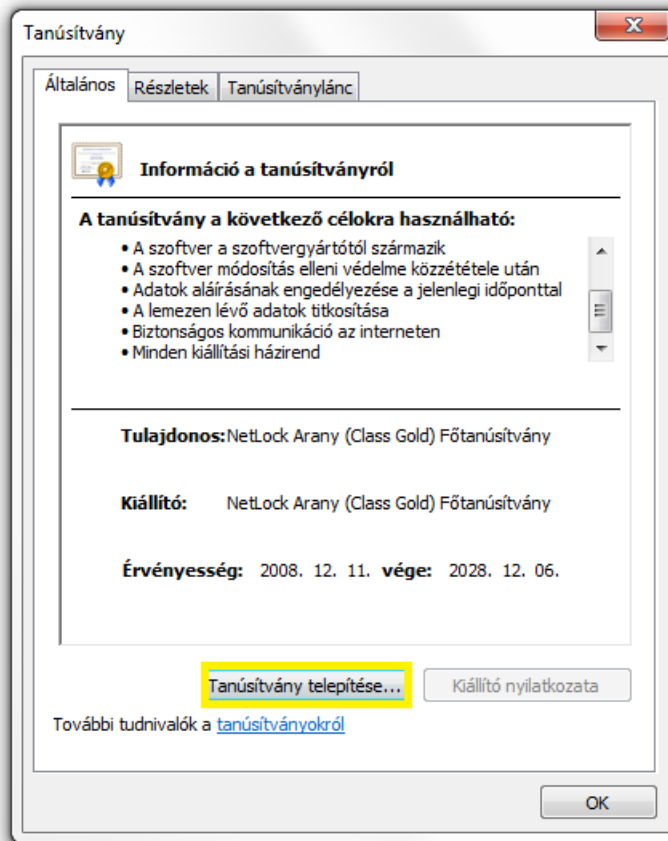 Tanúsítvány
Általános Részletek Tanúsítványlánc
Információ a tanúsítványról
A tanúsítvány a következő célokra használható:
• A szoftver a szoftvergyártótól származik
• A szoftver módosítás elleni védelme közzététele után
• Adatok aláírásának engedélyezése a jelenlegi időponttal
• A lemezen lévő adatok titkosítása
• Biztonságos kommunikáció az interneten
• Minden kiállítási házirend
Tulajdonos: NetLock Arany (Class Gold) Főtanúsítvány
Kiállító: NetLock Arany (Class Gold) Főtanúsítvány
Érvényesség: 2008. 12. 11. vége: 2028. 12. 06.
Tanúsítvány telepítése... Kiállító nyilatkozata
További tudnivalók a tanúsítványokról
OK